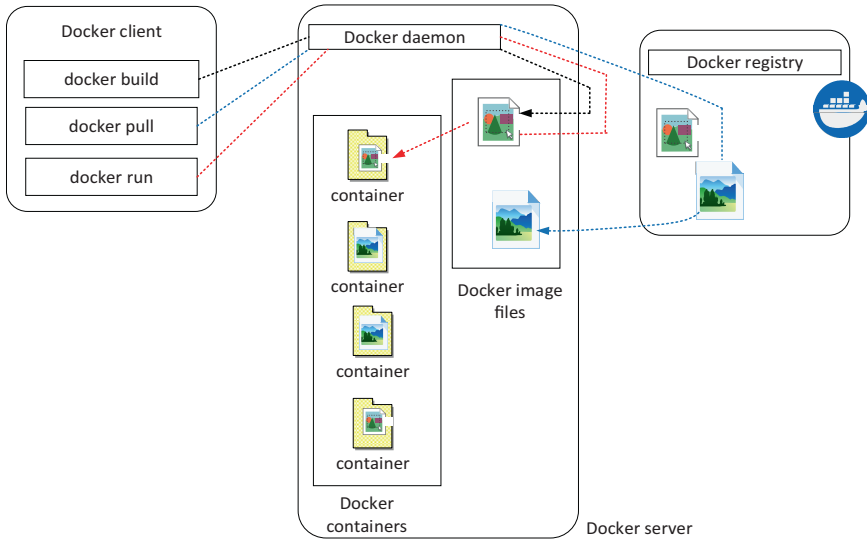 Docker client
docker build
docker pull
docker run
Docker daemon
container
container
container
container
Docker
containers
Docker image
files
Docker server
Docker registry